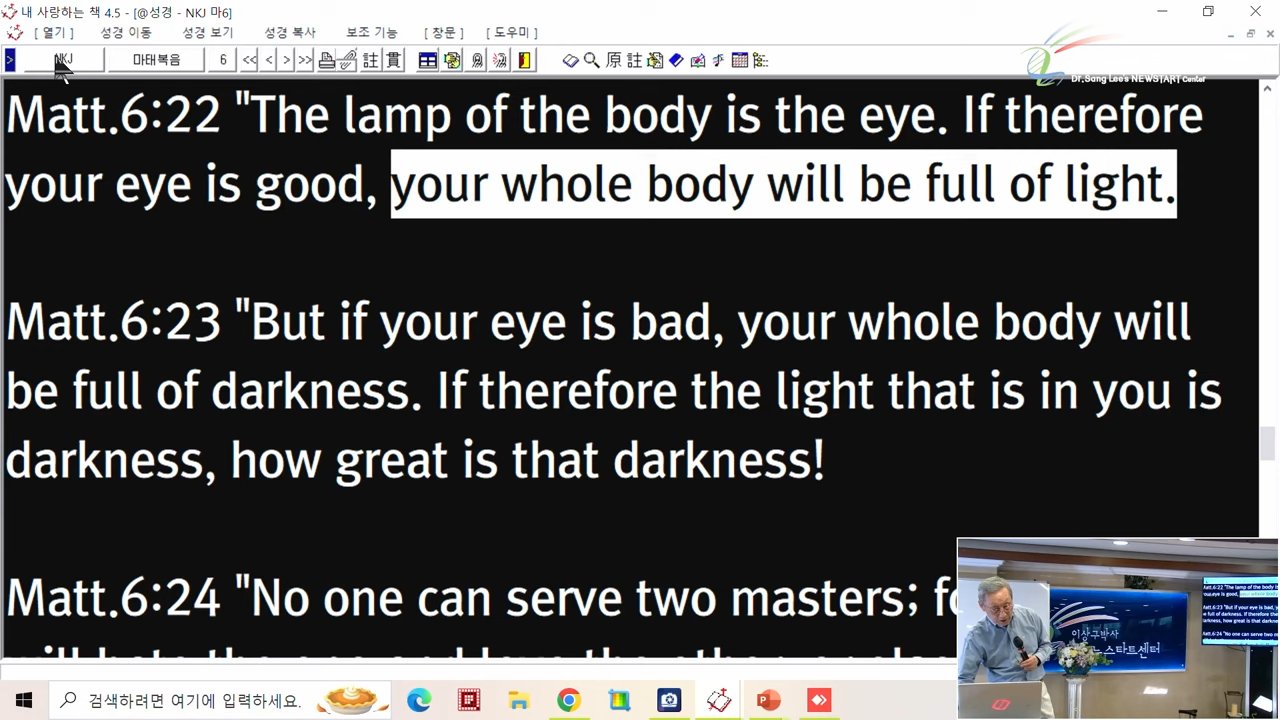 내 사랑하는 책 4.5 - [@성경 - NKJ 마6]
[ 열기 ] 성경 이동 성경 보기 성경 복사 보조 기능 [ 창문 ] [ 도우미 ]
> NKJ 마태복음 6 << < > >> 註 貫 原 註
Dr.Sang Lee's NEWSTART Center
Matt.6:22 "The lamp of the body is the eye. If therefore
your eye is good, your whole body will be full of light.
Matt.6:23 "But if your eye is bad, your whole body will
be full of darkness. If therefore the light that is in you is
darkness, how great is that darkness!
Matt.6:24 "No one can serve two masters;
이상구박사
스타트센터
검색하려면 여기에 입력하세요.